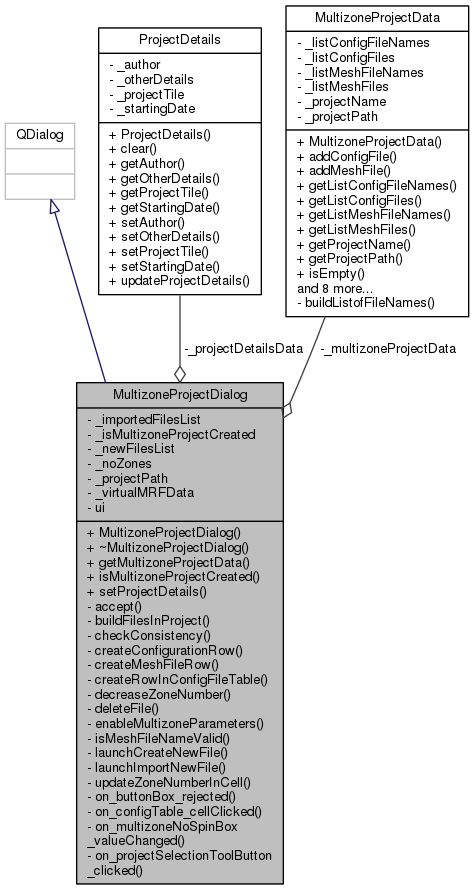 ProjectDetails
- _author
- _otherDetails
- _projectTile
- _startingDate
+ ProjectDetails()
+ clear()
+ getAuthor()
+ getOtherDetails()
+ getProjectTile()
+ getStartingDate()
+ setAuthor()
+ setOtherDetails()
+ setProjectTile()
+ setStartingDate()
+ updateProjectDetails()
MultizoneProjectData
- _listConfigFileNames
- _listConfigFiles
- _listMeshFileNames
- _listMeshFiles
- _projectName
- _projectPath
+ MultizoneProjectData()
+ addConfigFile()
+ addMeshFile()
+ getListConfigFileNames()
+ getListConfigFiles()
+ getListMeshFileNames()
+ getListMeshFiles()
+ getProjectName()
+ getProjectPath()
+ isEmpty()
and 8 more...
- buildListofFileNames()
QDialog
-_projectDetailsData
-_multizoneProjectData
MultizoneProjectDialog
- _importedFilesList
- _isMultizoneProjectCreated
- _newFilesList
- _noZones
- _projectPath
- _virtualMRFData
- ui
+ MultizoneProjectDialog()
+ ~MultizoneProjectDialog()
+ getMultizoneProjectData()
+ isMultizoneProjectCreated()
+ setProjectDetails()
- accept()
- buildFilesInProject()
- checkConsistency()
- createConfigurationRow()
- createMeshFileRow()
- createRowInConfigFileTable()
- decreaseZoneNumber()
- deleteFile()
- enableMultizoneParameters()
- isMeshFileNameValid()
- launchCreateNewFile()
- launchImportNewFile()
- updateZoneNumberInCell()
- on_buttonBox_rejected()
- on_configTable_cellClicked()
- on_multizoneNoSpinBox
_valueChanged()
- on_projectSelectionToolButton
_clicked()